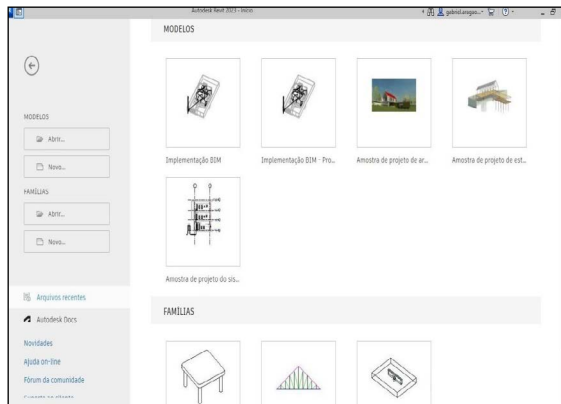 Autodesk Revit 2023 - Início
MODELOS
MODELOS
Abrir...
Novo...
FAMÍLIAS
Abrir...
Novo...
Arquivos recentes
Autodesk Docs
Novidades
Ajuda on-line
Fórum da comunidade
Implementação BIM
Implementação BIM - Pro...
Amostra de projeto de ar...
Amostra de projeto de est...
Amostra de projeto do sis...
FAMÍLIAS